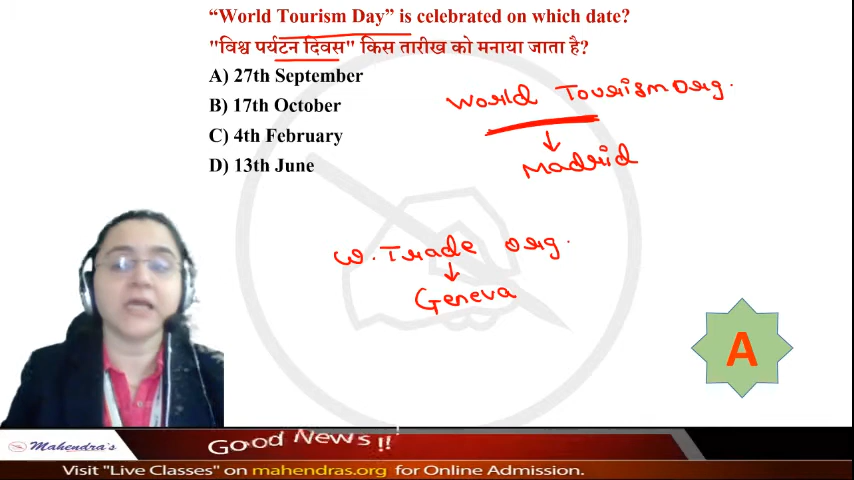 “World Tourism Day” is celebrated on which date?
"विश्व पर्यटन दिवस" किस तारीख को मनाया जाता है?
A) 27th September
B) 17th October
C) 4th February
D) 13th June
World Tourism Org.
Madrid
W. Trade Org.
Geneva
A
Mahendra's
Good News !!
Visit "Live Classes" on mahendras.org for Online Admission.